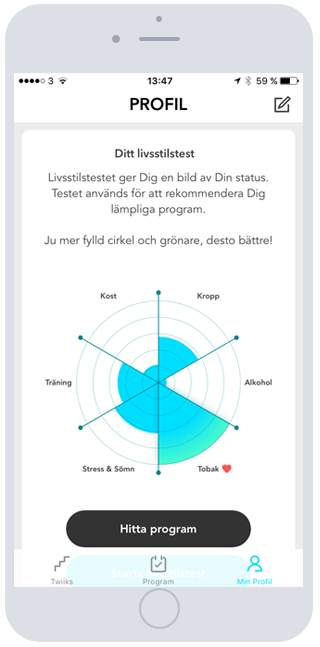 3 13:47 59 %
PROFIL
Ditt livsstilstest
Livsstilstestet ger Dig en bild av Din status.
Testet används för att rekommendera Dig
lämpliga program.
Ju mer fylld cirkel och grönare, desto bättre!
Kost Kropp
Träning Alkohol
Stress & Sömn Tobak ❤️
Hitta program
Starta livsstilstest
Twiiks Program Min Profil